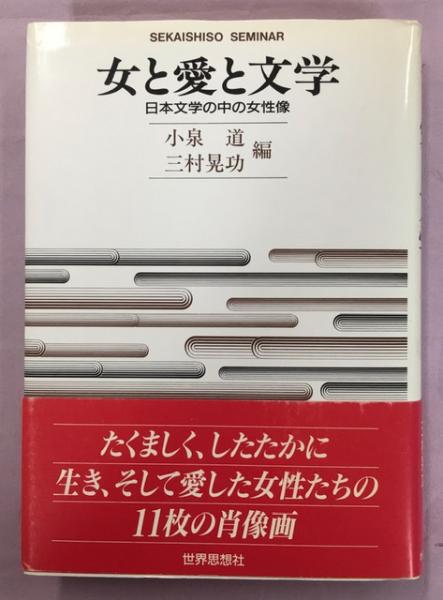 SEKAISHISO SEMINAR
女と愛と文学
日本文学の中の女性像
小泉 道
三村晃功
編
たくましく、したたかに
生き、そして愛した女性たちの
11枚の肖像画
世界思想社